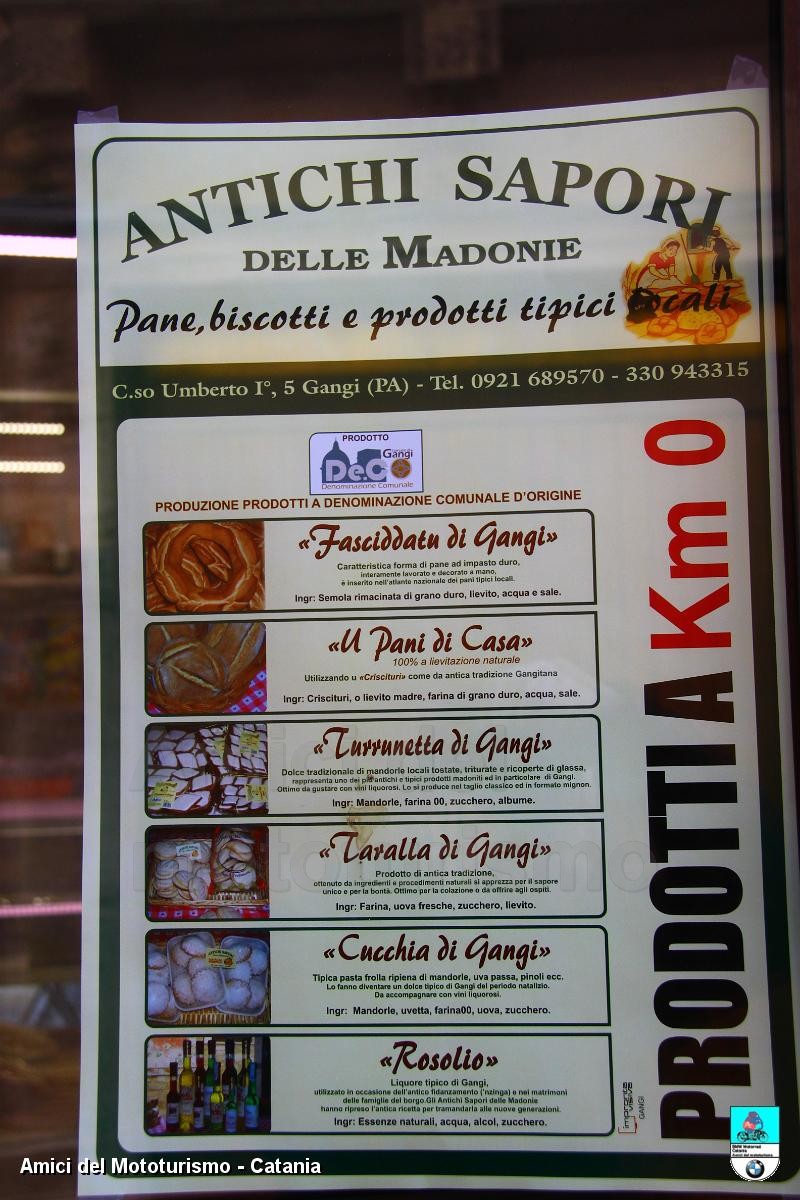 ANTICHI SAPORI
DELLE MADONIE
Pane, biscotti e prodotti tipici locali
C.so Umberto I°, 5 Gangi (PA) - Tel. 0921 689570 - 330 943315
PRODOTTO
Gangi
De.C.O
Denominazione Comunale
PRODUZIONE PRODOTTI A DENOMINAZIONE COMUNALE D'ORIGINE
«Fasciddatu di Gangi»
Caratteristica forma di pane ad impasto duro,
interamente lavorato e decorato a mano,
è inserito nell'atlante nazionale dei pani tipici locali.
Ingr: Semola rimacinata di grano duro, lievito, acqua e sale.
«U Pani di Casa»
100% a lievitazione naturale
Utilizzando u «Criscituri» come da antica tradizione Gangitana
Ingr: Criscituri, o lievito madre, farina di grano duro, acqua, sale.
«Turrunetta di Gangi»
Dolce tradizionale di mandorle locali tostate, triturate e ricoperte di glassa,
rappresenta uno dei più antichi e tipici prodotti madoniti ed in particolare di Gangi.
Ottimo da gustare con vini liquorosi. Lo si produce nel taglio classico ed in formato mignon.
Ingr: Mandorle, farina 00, zucchero, albume.
«Taralla di Gangi»
Prodotto di antica tradizione,
ottenuto da ingredienti e procedimenti naturali si apprezza per il sapore
unico e per la bontà. Ottimo per la colazione o da offrire agli ospiti.
Ingr: Farina, uova fresche, zucchero, lievito.
«Cucchia di Gangi»
Tipica pasta frolla ripiena di mandorle, uva passa, pinoli ecc.
Lo fanno diventare un dolce tipico di Gangi del periodo natalizio.
Da accompagnare con vini liquorosi.
Ingr: Mandorle, uvetta, farina00, uova, zucchero.
«Rosolio»
Liquore tipico di Gangi,
utilizzato in occasione dell'antico fidanzamento ('nzinga) e nei matrimoni
delle famiglie del borgo.Gli Antichi Sapori delle Madonie
hanno ripreso l'antica ricetta per tramandarla alle nuove generazioni.
Ingr: Essenze naturali, acqua, alcol, zucchero.
PRODOTTI A Km 0
GANGI
Amici del Mototurismo - Catania
BMW Motorrad
Catania
Amici del mototurismo